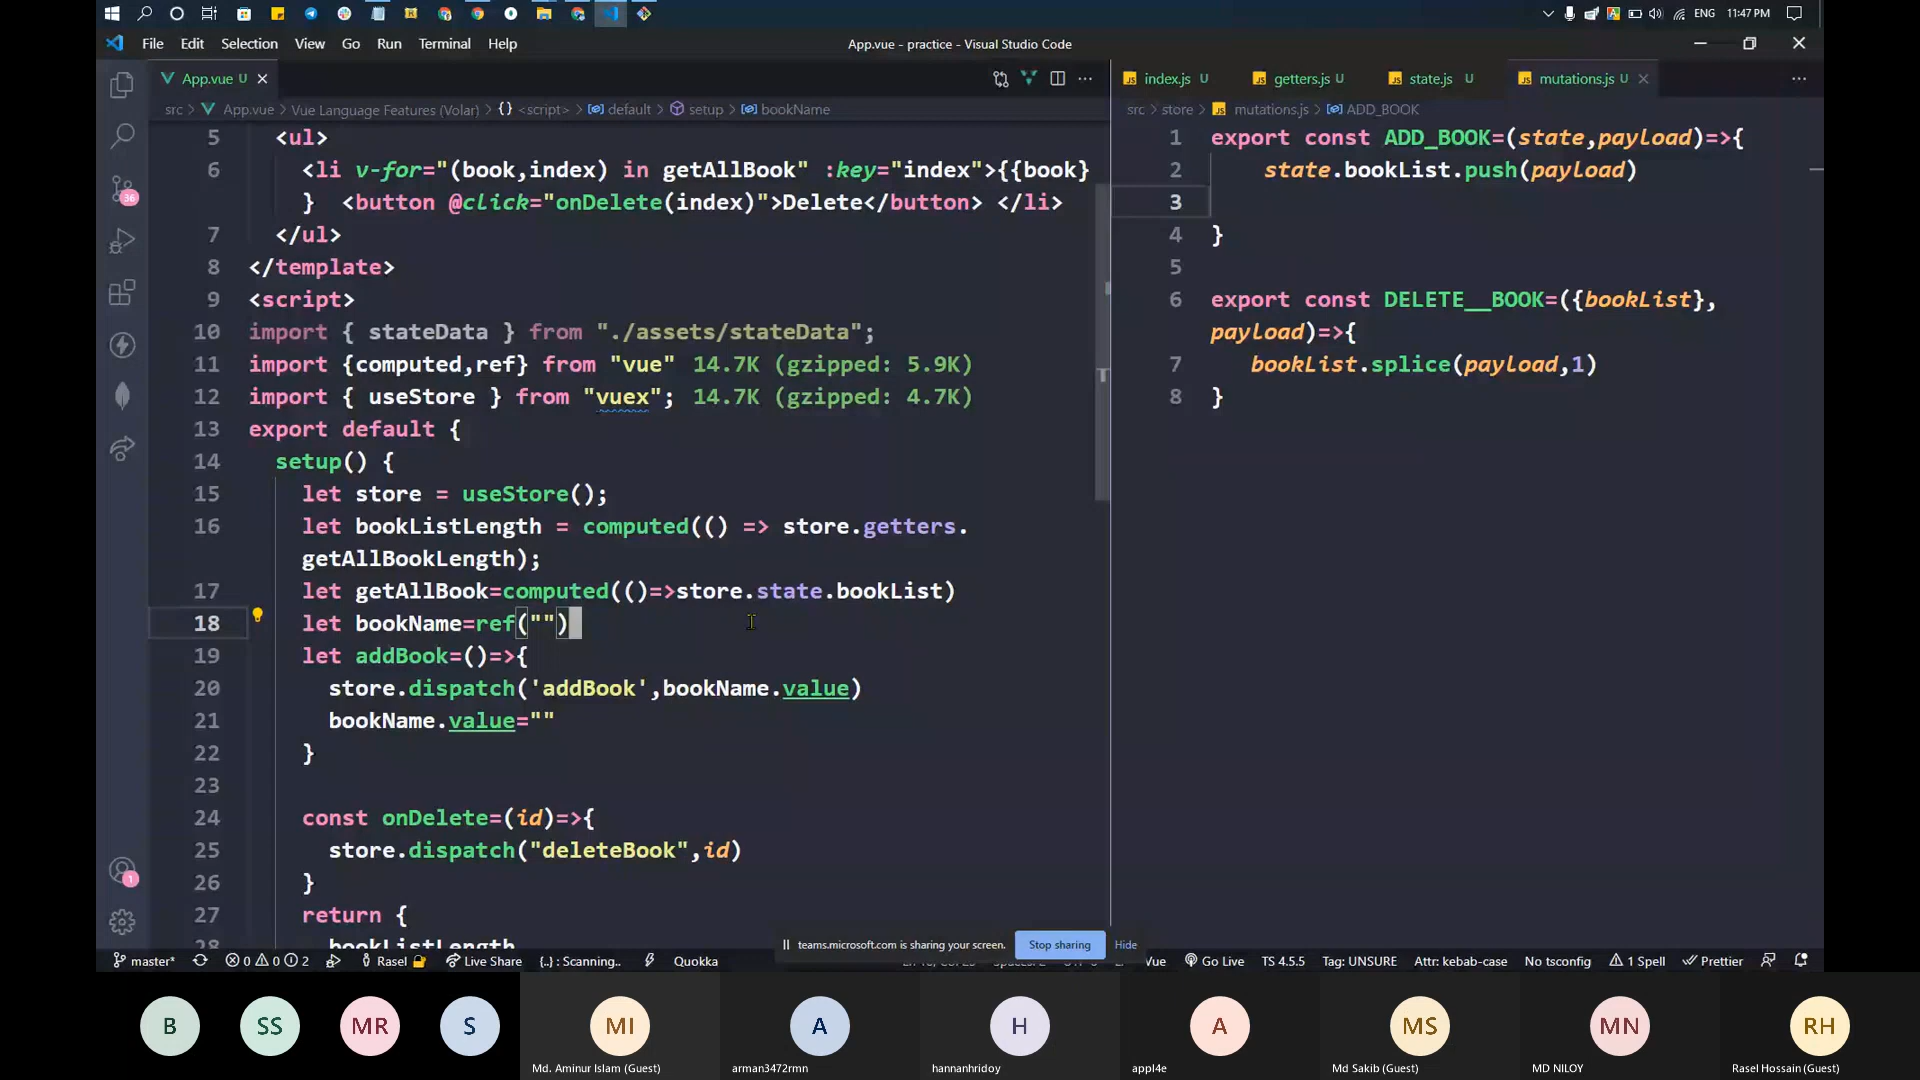 ENG 11:47 PM
File Edit Selection View Go Run Terminal Help
App.vue - practice - Visual Studio Code
App.vue U
index.js U
getters.js U
state.js U
mutations.js U
src App.vue Vue Language Features (Volar) {} <script> default setup bookName
src store mutations.js ADD_BOOK
5 <ul>
6 <li v-for="(book,index) in getAllBook" :key="index">{{book}
} <button @click="onDelete(index)">Delete</button> </li>
7 </ul>
8 </template>
9 <script>
10 import { stateData } from "./assets/stateData";
11 import {computed,ref} from "vue" 14.7K (gzipped: 5.9K)
12 import { useStore } from "vuex"; 14.7K (gzipped: 4.7K)
13 export default {
14 setup() {
15 let store = useStore();
16 let bookListLength = computed(() => store.getters.
getAllBookLength);
17 let getAllBook=computed(()=>store.state.bookList)
18 let bookName=ref("")
19 let addBook=()=>{
20 store.dispatch('addBook',bookName.value)
21 bookName.value=""
22 }
23
24 const onDelete=(id)=>{
25 store.dispatch("deleteBook",id)
26 }
27 return {
28 bookListLength
1 export const ADD_BOOK=(state,payload)=>{
2 state.bookList.push(payload)
3
4 }
5
6 export const DELETE__BOOK=({bookList},
payload)=>{
7 bookList.splice(payload,1)
8 }
36
1
teams.microsoft.com is sharing your screen. Stop sharing Hide
master* 0 0 2 Rasel Live Share {..} : Scanning.. Quokka
Vue Go Live TS 4.5.5 Tag: UNSURE Attr: kebab-case No tsconfig 1 Spell Prettier
B SS MR S MI A H A MS MN RH
Md. Aminur Islam (Guest) arman3472rmn hannanhridoy appl4e Md Sakib (Guest) MD NILOY Rasel Hossain (Guest)